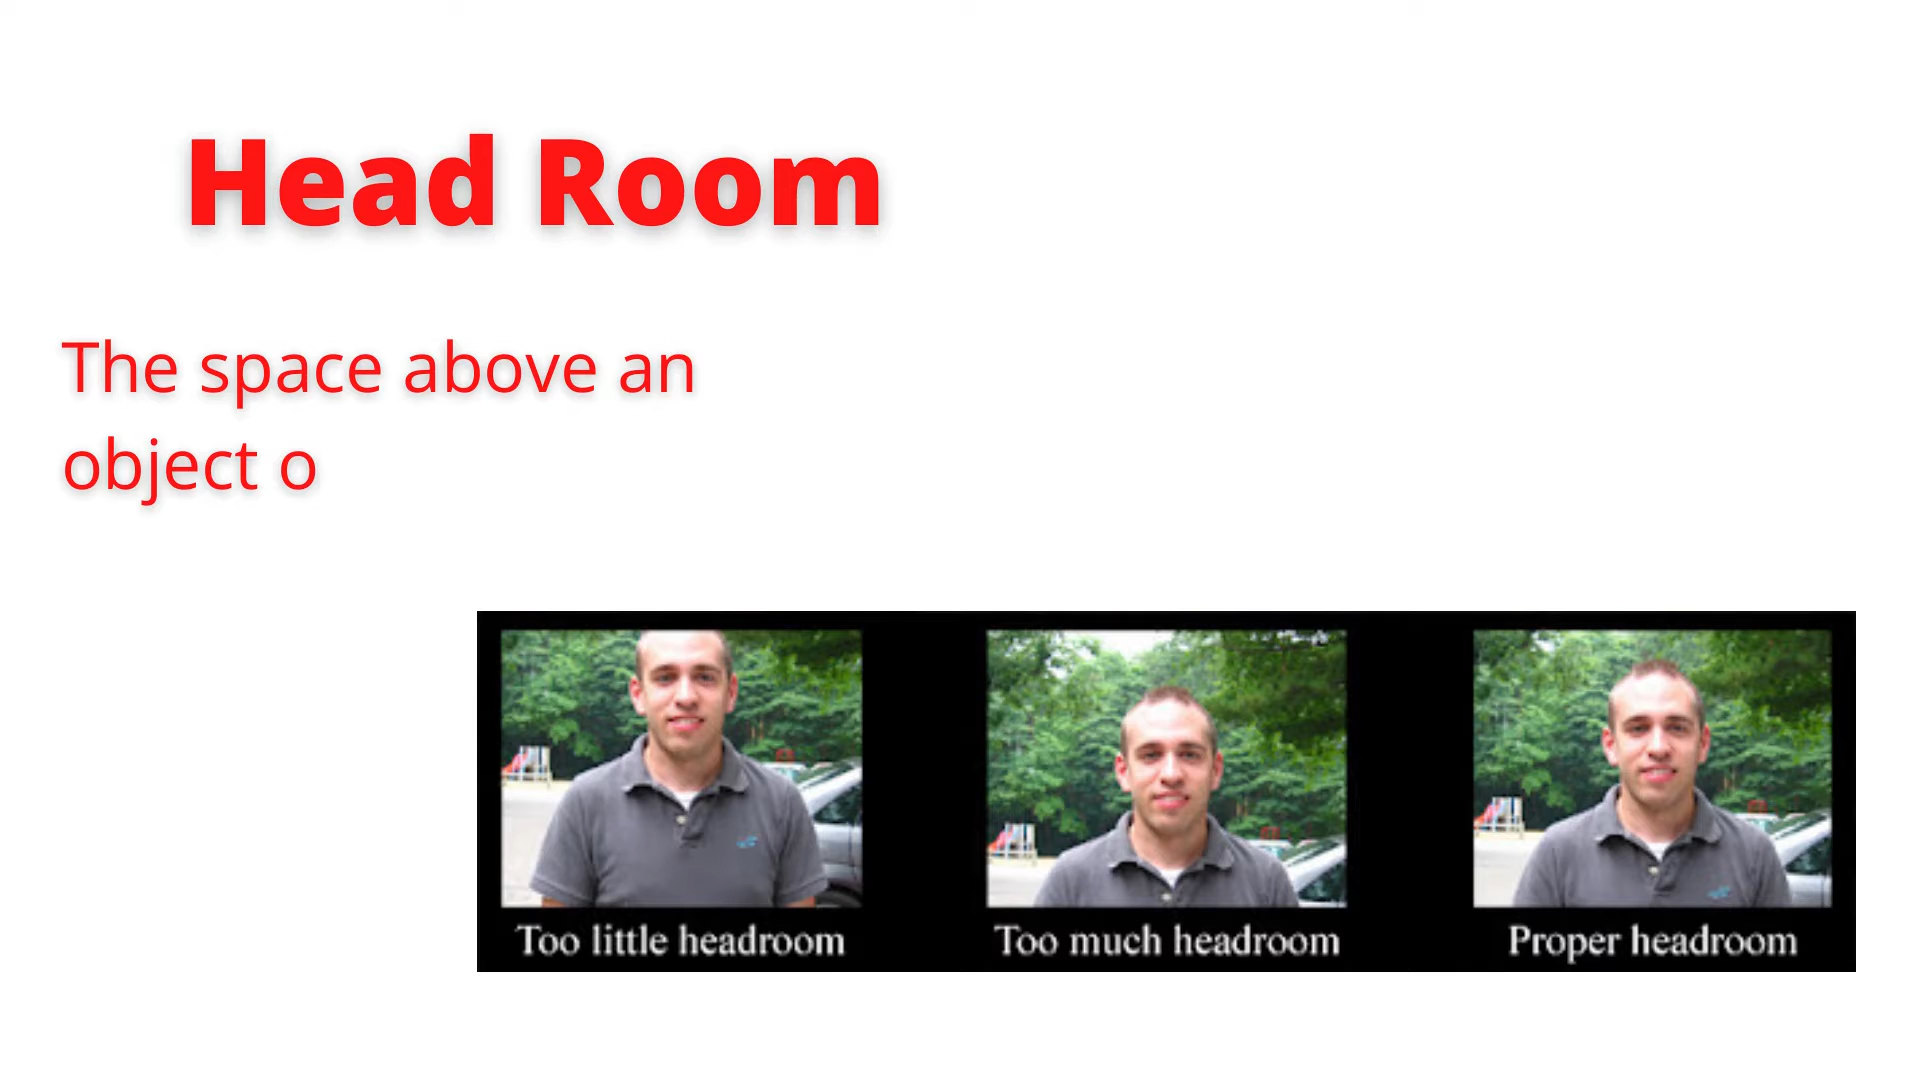 Head Room
The space above an
object o
Too little headroom
Too much headroom
Proper headroom